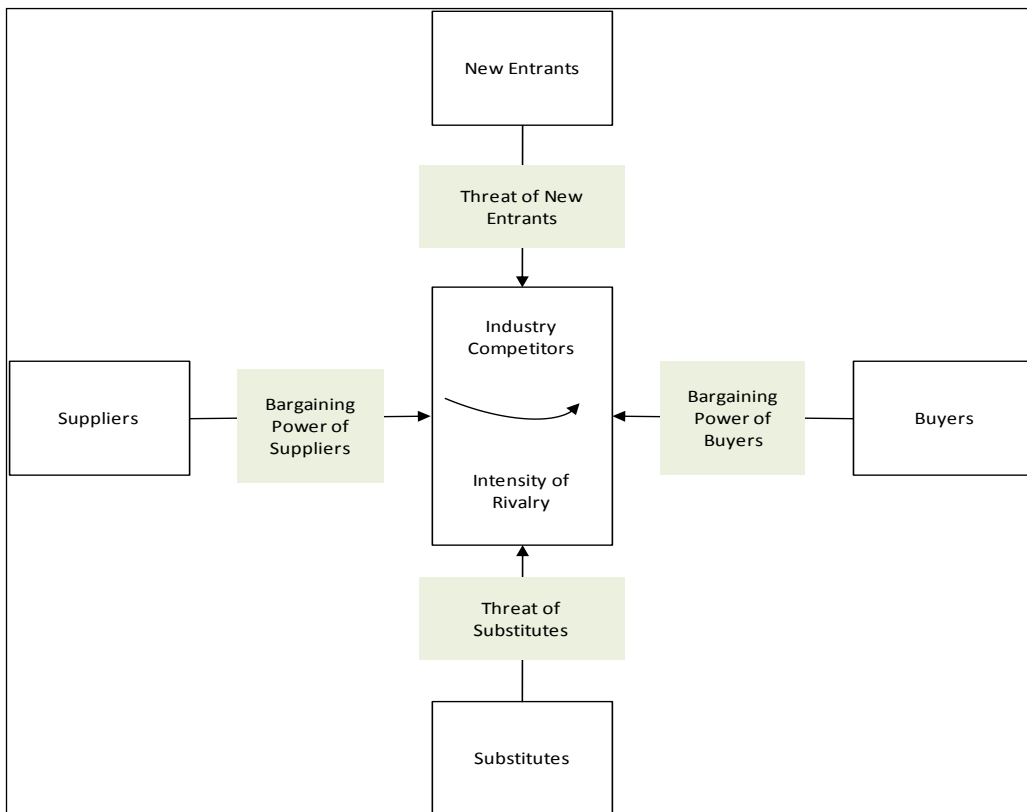 New Entrants
Threat of New
Entrants
Industry
Competitors
Suppliers
Bargaining
Power of
Suppliers
Bargaining
Power of
Buyers
Buyers
Intensity of
Rivalry
Threat of
Substitutes
Substitutes